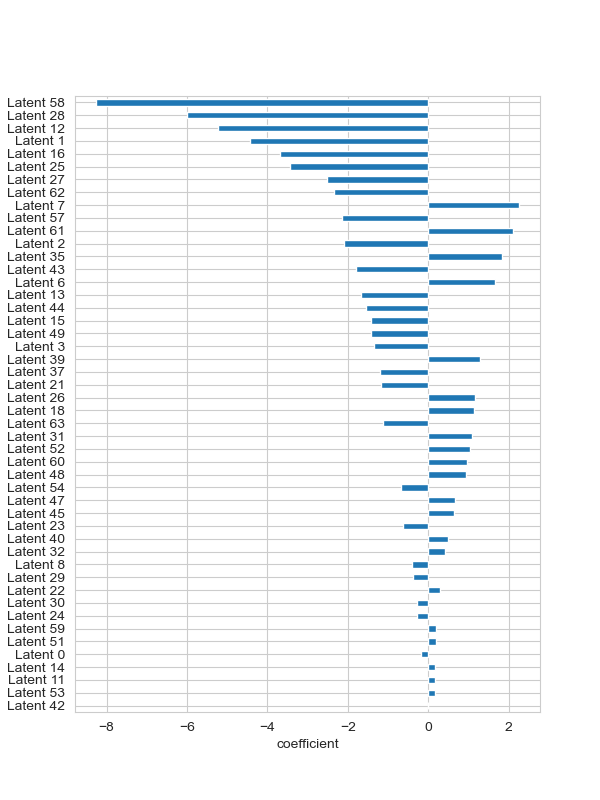 Latent 58
Latent 28
Latent 12
Latent 1
Latent 16
Latent 25
Latent 27
Latent 62
Latent 7
Latent 57
Latent 61
Latent 2
Latent 35
Latent 43
Latent 6
Latent 13
Latent 44
Latent 15
Latent 49
Latent 3
Latent 39
Latent 37
Latent 21
Latent 26
Latent 18
Latent 63
Latent 31
Latent 52
Latent 60
Latent 48
Latent 54
Latent 47
Latent 45
Latent 23
Latent 40
Latent 32
Latent 8
Latent 29
Latent 22
Latent 30
Latent 24
Latent 59
Latent 51
Latent 0
Latent 14
Latent 11
Latent 53
Latent 42
−8 −6 −4 −2 0 2
coefficient